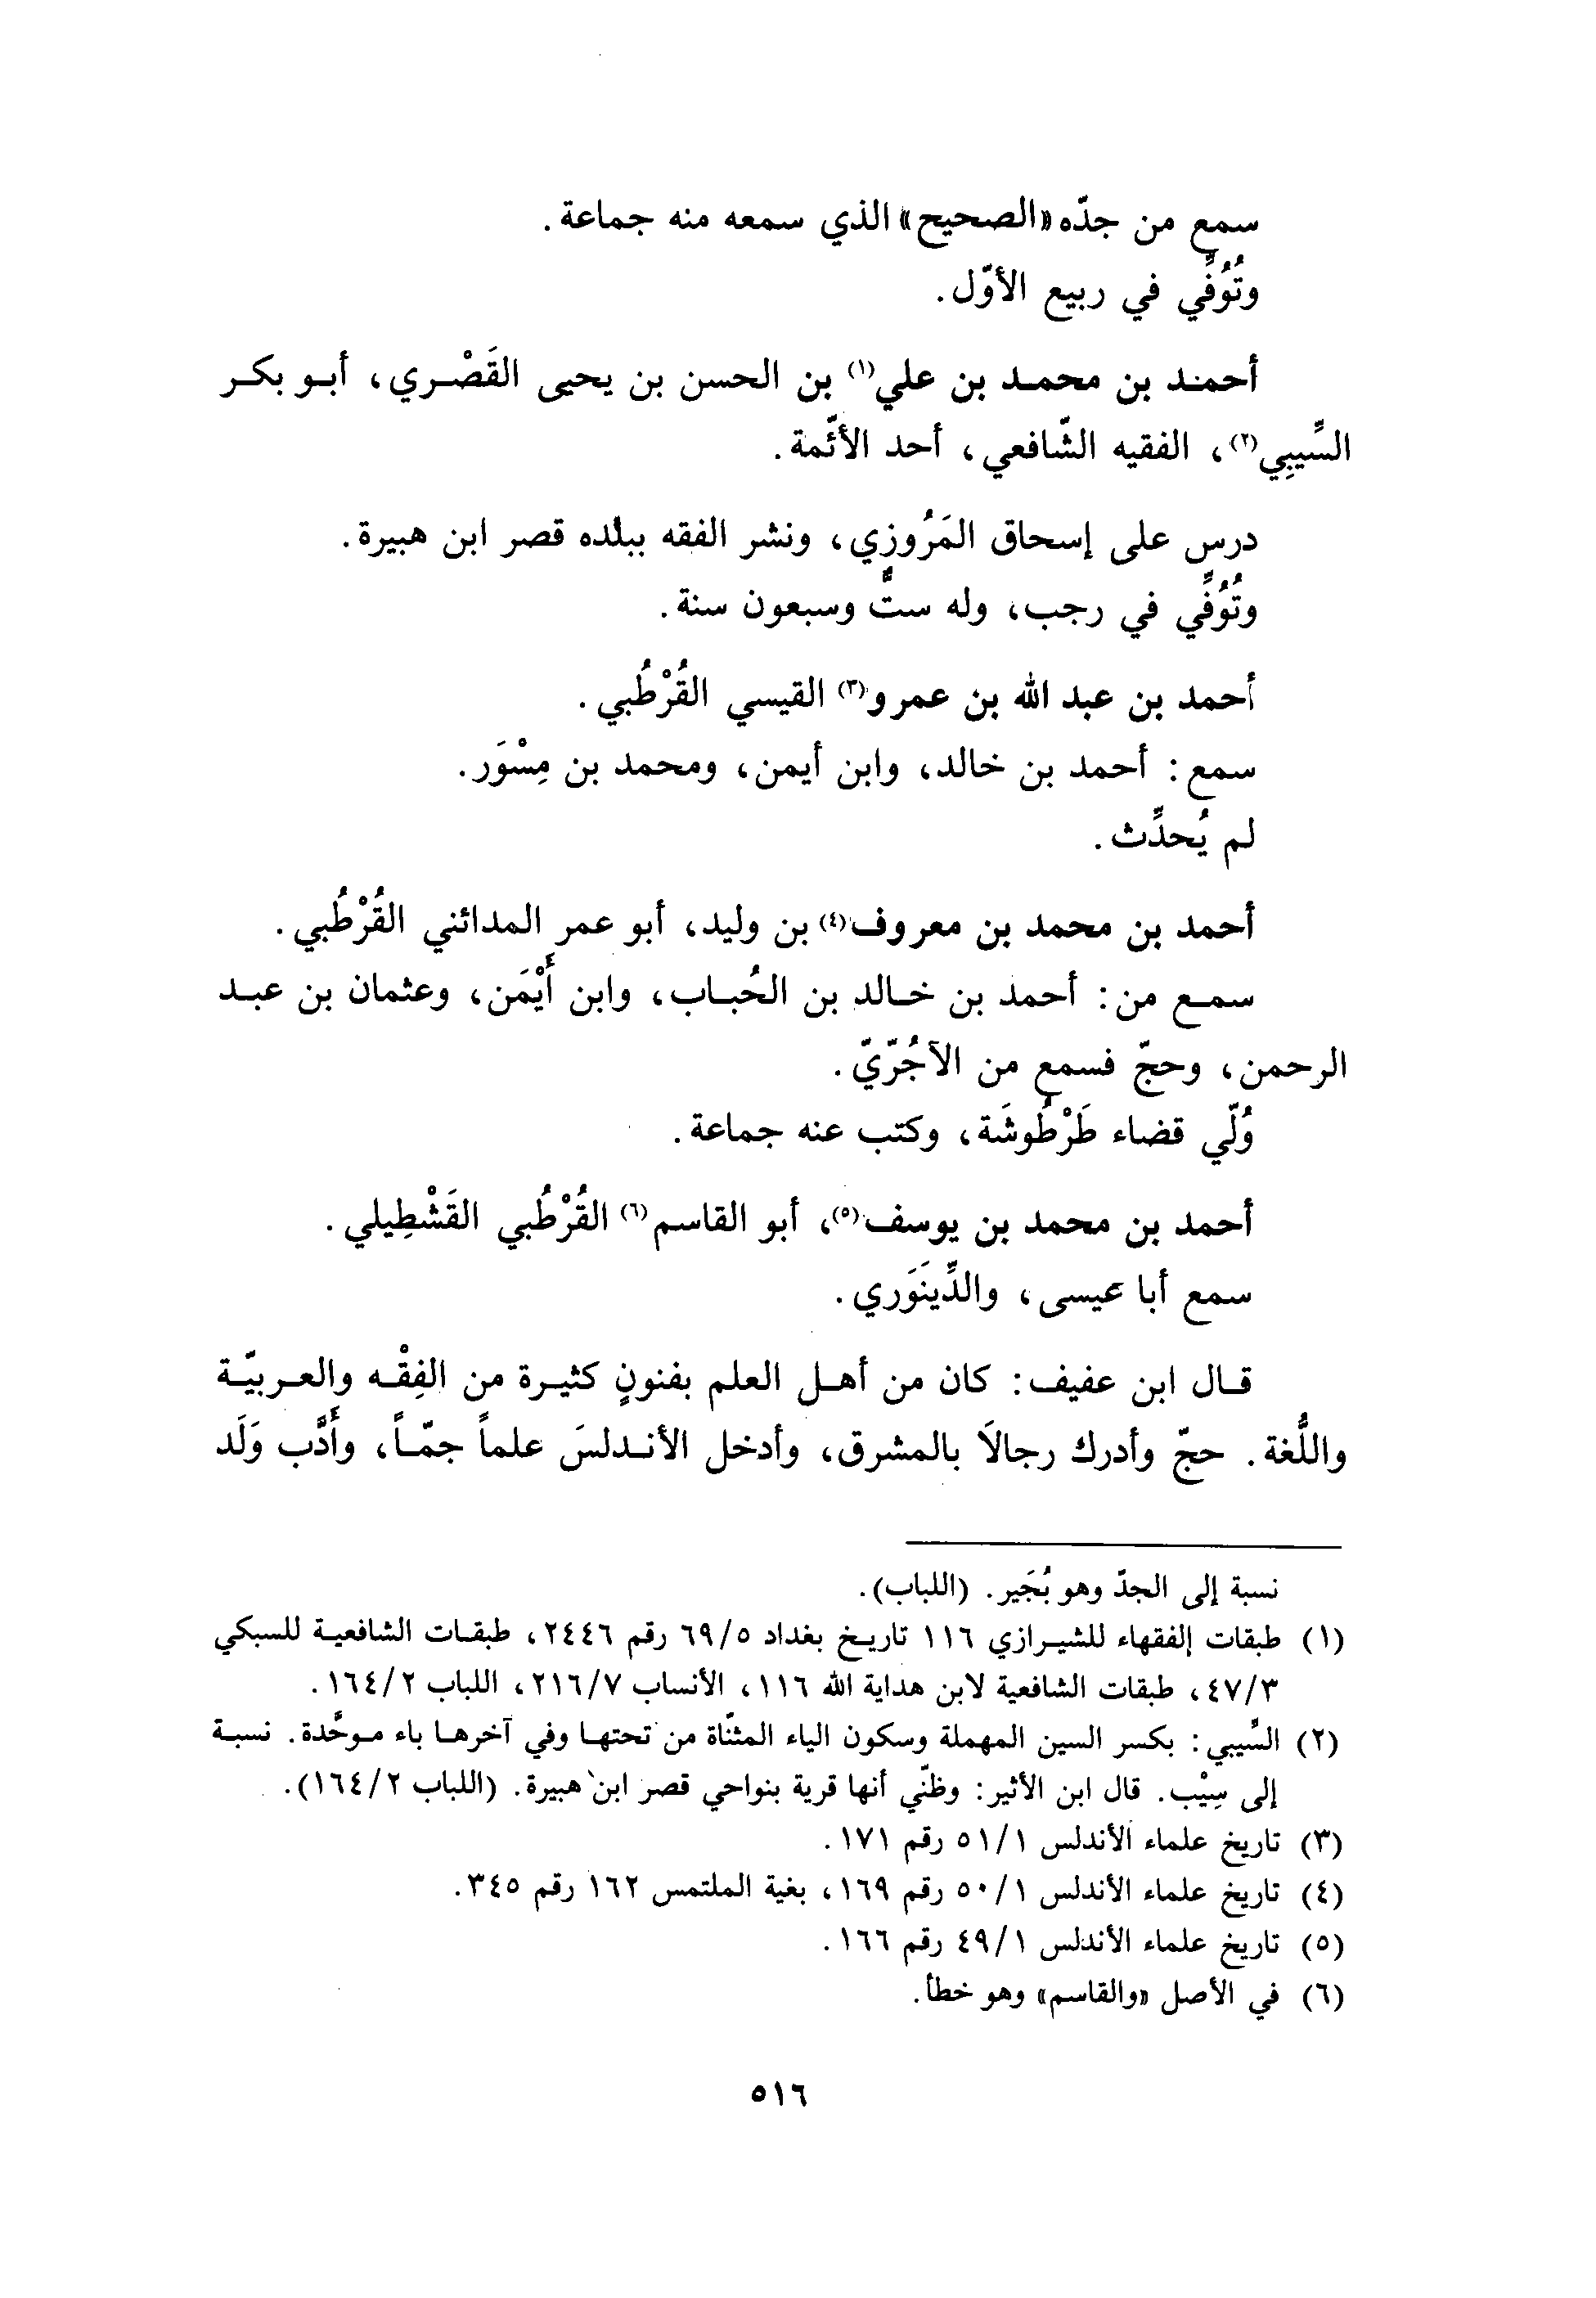 سمع من جدّه «الصحيح» الذي سمعه منه جماعة.
وتُوُفِّي في ربيع الأوّل.
أحمد بن محمد بن علي(١) بن الحسن بن يحيى القَصْري، أبو بكر
السِّيبِي(٢)، الفقيه الشّافعي، أحد الأئّمة.
درس على إسحاق المَرُوزي، ونشر الفقه ببلده قصر ابن هبيرة.
وتُوُفِّي في رجب، وله ستٌّ وسبعون سنة.
أحمد بن عبد الله بن عمرو(٣) القيسي القُرْطُبي.
سمع: أحمد بن خالد، وابن أيمن، ومحمد بن مِسْوَر.
لم يُحدِّث.
أحمد بن محمد بن معروف(٤) بن وليد، أبو عمر المدائني القُرْطُبي.
سمع من: أحمد بن خالد بن الحُباب، وابن أَيْمَن، وعثمان بن عبد
الرحمن، وحجّ فسمع من الآجُرّيّ.
وُلّي قضاء طَرْطُوشَة، وكتب عنه جماعة.
أحمد بن محمد بن يوسف(٥)، أبو القاسم(٦) القُرْطُبي القَشْطِيلي.
سمع أبا عيسى، والدِّينَوَري.
قال ابن عفيف: كان من أهل العلم بفنونٍ كثيرة من الفِقْه والعربيّة
واللُّغة. حجّ وأدرك رجالاً بالمشرق، وأدخل الأندلسَ علماً جمّاً، وأَدَّب وَلَد
نسبة إلى الجدّ وهو بُجَير. (اللباب).
(١) طبقات الفقهاء للشيرازي ١١٦ تاريخ بغداد ٦٩/٥ رقم ٢٤٤٦، طبقات الشافعية للسبكي
٤٧/٣، طبقات الشافعية لابن هداية الله ١١٦، الأنساب ٢١٦/٧، اللباب ١٦٤/٢.
(٢) السِّيبي: بكسر السين المهملة وسكون الياء المثنّاة من تحتها وفي آخرها باء موحَّدة. نسبة
إلى سِيْب. قال ابن الأثير: وظنّي أنها قرية بنواحي قصر ابن هبيرة. (اللباب ١٦٤/٢).
(٣) تاريخ علماء الأندلس ٥١/١ رقم ١٧١.
(٤) تاريخ علماء الأندلس ٥٠/١ رقم ١٦٩، بغية الملتمس ١٦٢ رقم ٣٤٥.
(٥) تاريخ علماء الأندلس ٤٩/١ رقم ١٦٦.
(٦) في الأصل «والقاسم» وهو خطأ.
٥١٦